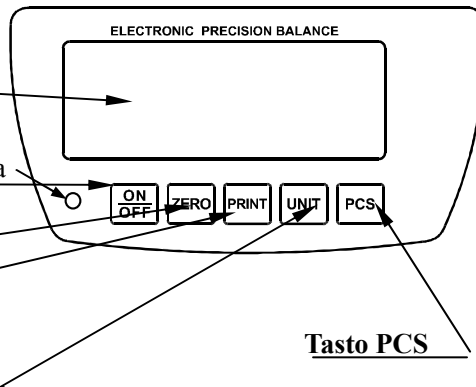 ELECTRONIC PRECISION BALANCE
a
ON
OFF
ZERO
PRINT
UNIT
PCS
Tasto PCS